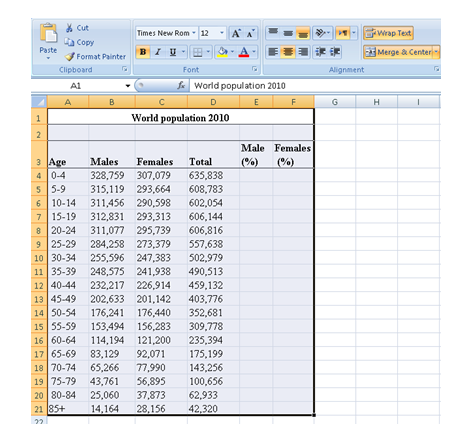 Cut
Copy
Paste
Format Painter
Clipboard
Times New Rom 12 A A
B I U A
Font
Wrap Text
Merge & Center
Alignment
A1 fx World population 2010
A B C D E F G H I
1 World population 2010
2
3 Age Males Females Total Male (%) Females (%)
4 0-4 328,759 307,079 635,838
5 5-9 315,119 293,664 608,783
6 10-14 311,456 290,598 602,054
7 15-19 312,831 293,313 606,144
8 20-24 311,077 295,739 606,816
9 25-29 284,258 273,379 557,638
10 30-34 255,596 247,383 502,979
11 35-39 248,575 241,938 490,513
12 40-44 232,217 226,914 459,132
13 45-49 202,633 201,142 403,776
14 50-54 176,241 176,440 352,681
15 55-59 153,494 156,283 309,778
16 60-64 114,194 121,200 235,394
17 65-69 83,129 92,071 175,199
18 70-74 65,266 77,990 143,256
19 75-79 43,761 56,895 100,656
20 80-84 25,060 37,873 62,933
21 85+ 14,164 28,156 42,320
22